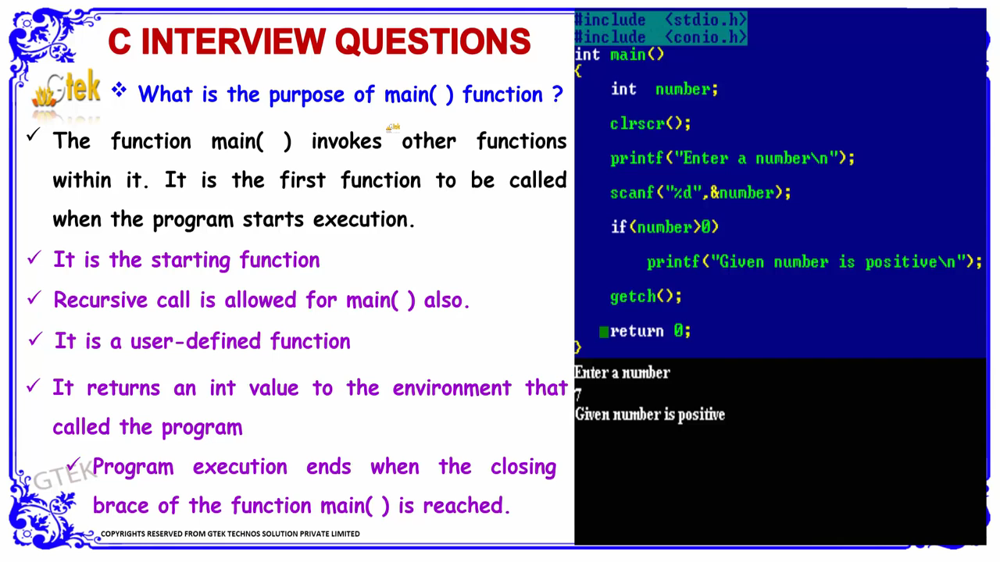 C INTERVIEW QUESTIONS
Gtek
❖ What is the purpose of main( ) function ?
✓ The function main( ) invokes other functions
within it. It is the first function to be called
when the program starts execution.
✓ It is the starting function
✓ Recursive call is allowed for main( ) also.
✓ It is a user-defined function
✓ It returns an int value to the environment that
called the program
✓ Program execution ends when the closing
brace of the function main( ) is reached.
GTEK
COPYRIGHTS RESERVED FROM GTEK TECHNOS SOLUTION PRIVATE LIMITED
#include <stdio.h>
#include <conio.h>
int main()
{
int number;
clrscr();
printf("Enter a number\n");
scanf("%d",&number);
if(number>0)
printf("Given number is positive\n");
getch();
return 0;
}
Enter a number
7
Given number is positive